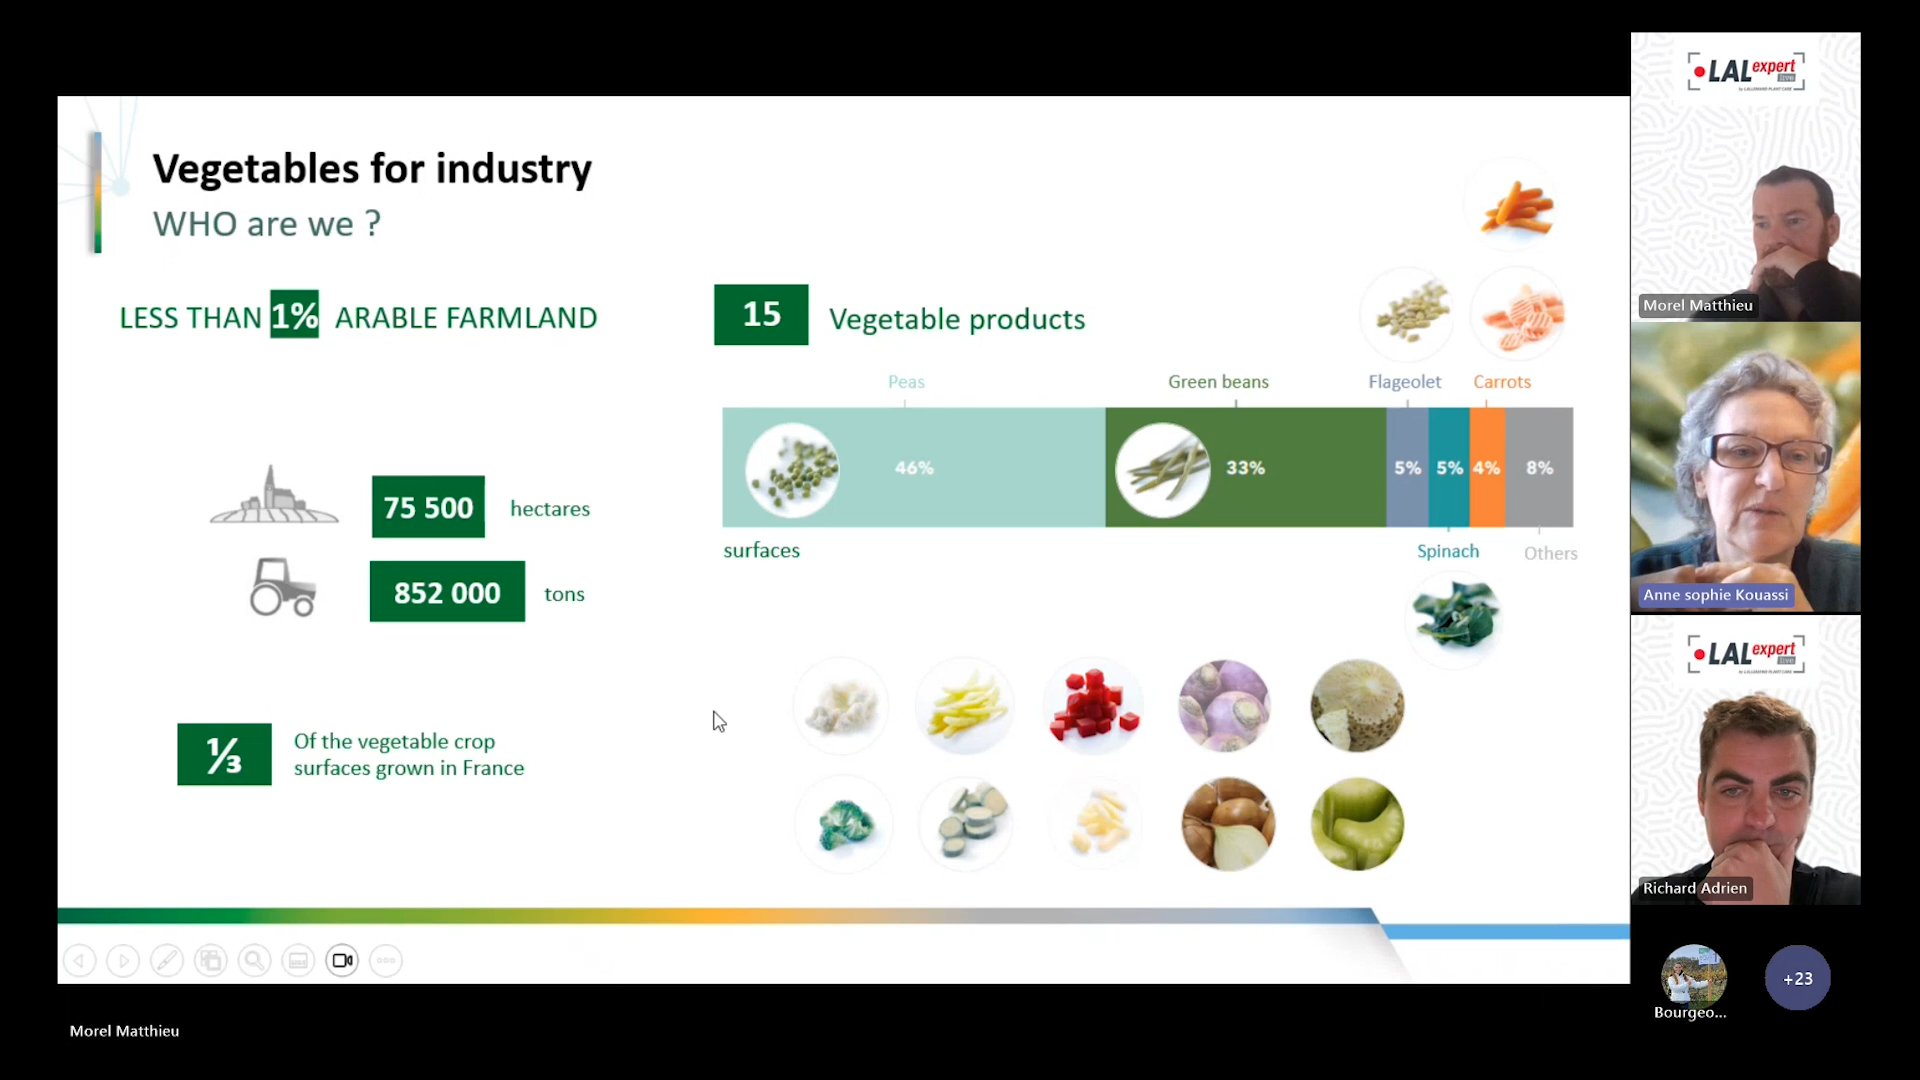 Vegetables for industry
WHO are we ?
LESS THAN 1% ARABLE FARMLAND
75 500 hectares
852 000 tons
⅓ Of the vegetable crop
surfaces grown in France
15 Vegetable products
Peas Green beans Flageolet Carrots
46% 33% 5% 5% 4% 8%
surfaces Spinach Others
Morel Matthieu
LAL expert
live
Morel Matthieu
Anne sophie Kouassi
LAL expert
live
Richard Adrien
Bourgeo...
+23